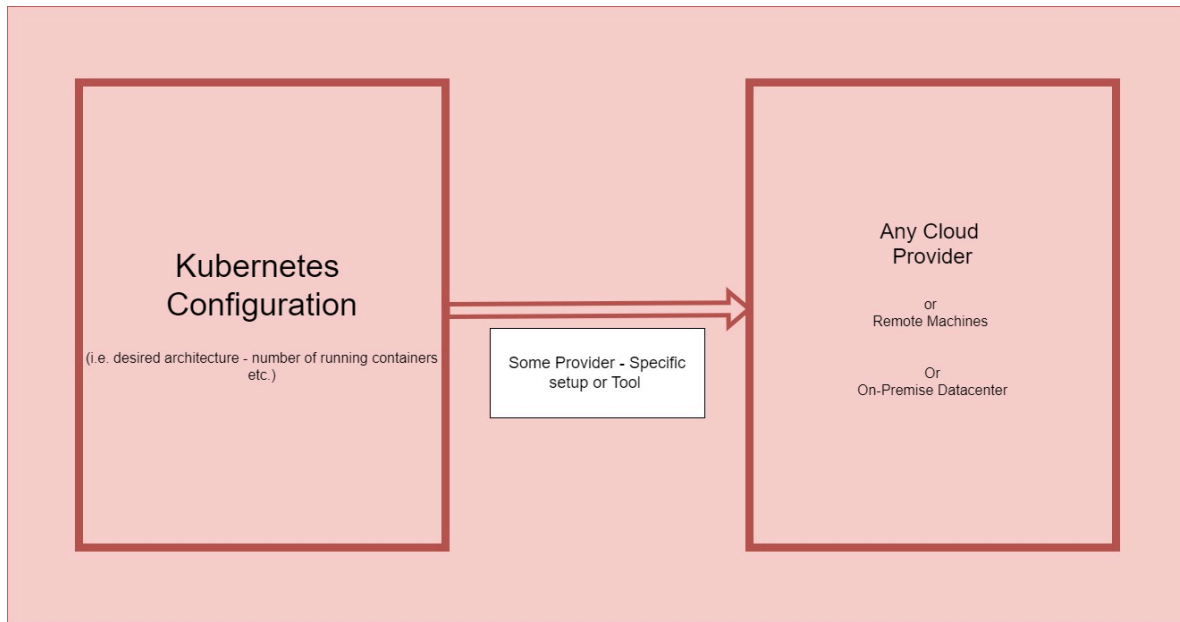 Kubernetes
Configuration
(i.e. desired architecture - number of running containers
etc.)
Some Provider - Specific
setup or Tool
Any Cloud
Provider
or
Remote Machines
Or
On-Premise Datacenter